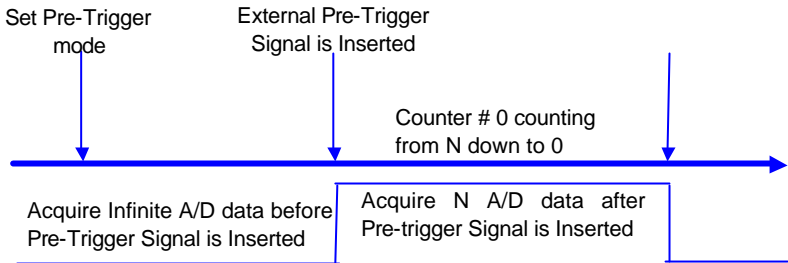 Set Pre-Trigger
mode
External Pre-Trigger
Signal is Inserted
Counter # 0 counting
from N down to 0
Acquire Infinite A/D data before
Pre-Trigger Signal is Inserted
Acquire N A/D data after
Pre-trigger Signal is Inserted